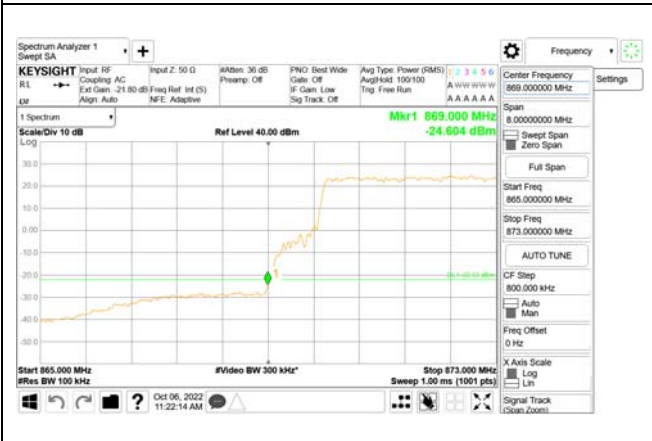 Spectrum Analyzer 1
Swept SA
+
Frequency
KEYSIGHT
RL
Input: RF
Coupling: AC
Ext Gain: -21.80 dB
Align: Auto
Input Z: 50 Ω
Freq Ref: Int (S)
NFE: Adaptive
#Atten: 36 dB
Preamp: Off
PNO: Best Wide
Gate: Off
IF Gain: Low
Sig Track: Off
Avg Type: Power (RMS)
Avg|Hold: 100/100
Trig: Free Run
1 2 3 4 5 6
A W W W W W
A A A A A A
1 Spectrum
Scale/Div 10 dB
Log
Ref Level 40.00 dBm
Mkr1 869.000 MHz
-24.604 dBm
30.0
20.0
10.0
0.00
-10.0
-20.0
-30.0
-40.0
-50.0
1
Start 865.000 MHz
#Res BW 100 kHz
#Video BW 300 kHz*
Stop 873.000 MHz
Sweep 1.00 ms (1001 pts)
?
Oct 06, 2022
11:22:14 AM
Center Frequency
869.000000 MHz
Settings
Span
8.00000000 MHz
Swept Span
Zero Span
Full Span
Start Freq
865.000000 MHz
Stop Freq
873.000000 MHz
AUTO TUNE
CF Step
800.000 kHz
Auto
Man
Freq Offset
0 Hz
X Axis Scale
Log
Lin
Signal Track
(Span Zoom)